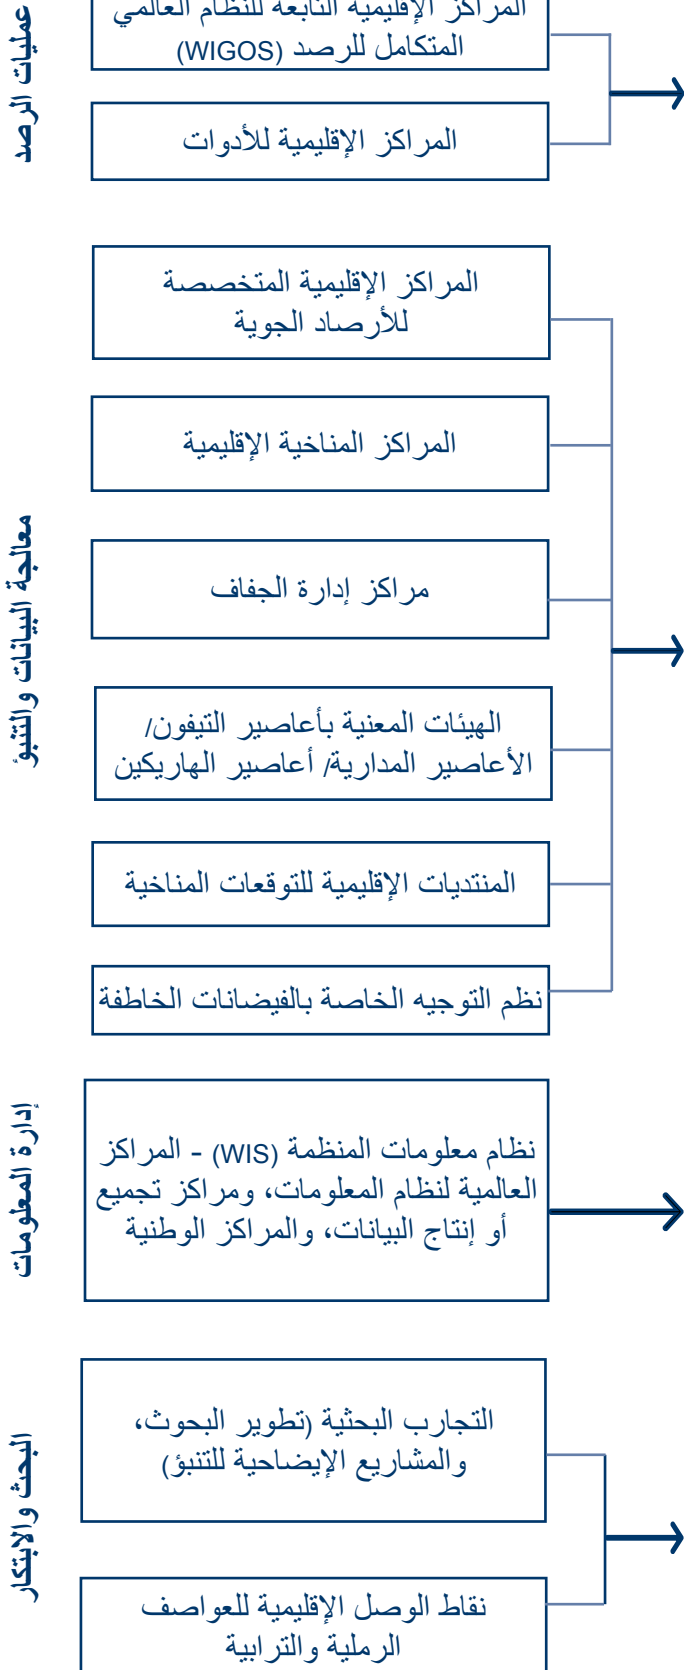 عمليات الرصد
المراكز الإقليمية التابعة للنظام العالمي
المتكامل للرصد (WIGOS)
المراكز الإقليمية للأدوات
معالجة البيانات والتنبؤ
المراكز الإقليمية المتخصصة
للأرصاد الجوية
المراكز المناخية الإقليمية
مراكز إدارة الجفاف
الهيئات المعنية بأعاصير التيفون/
الأعاصير المدارية/ أعاصير الهاريكين
المنتديات الإقليمية للتوقعات المناخية
نظم التوجيه الخاصة بالفيضانات الخاطفة
إدارة المعلومات
نظام معلومات المنظمة (WIS) - المراكز
العالمية لنظام المعلومات، ومراكز تجميع
أو إنتاج البيانات، والمراكز الوطنية
البحث والابتكار
التجارب البحثية (تطوير البحوث،
والمشاريع الإيضاحية للتنبؤ)
نقاط الوصل الإقليمية للعواصف
الرملية والترابية